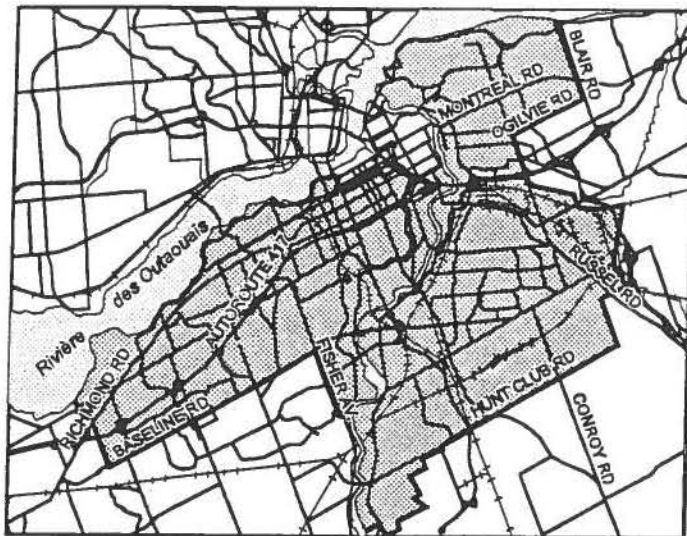 BLAIR RD
MONTREAL RD
OGILVIE RD
Rivière des Outaouais
AUTOROUTE 417
RUSSEL RD
RICHMOND RD
BASELINE RD
FISHER AV
HUNT CLUB RD
CONROY RD